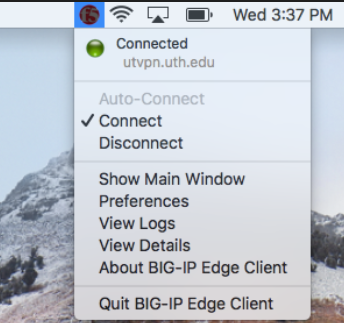 Wed 3:37 PM
Connected
utvpn.uth.edu
Auto-Connect
✓ Connect
Disconnect
Show Main Window
Preferences
View Logs
View Details
About BIG-IP Edge Client
Quit BIG-IP Edge Client